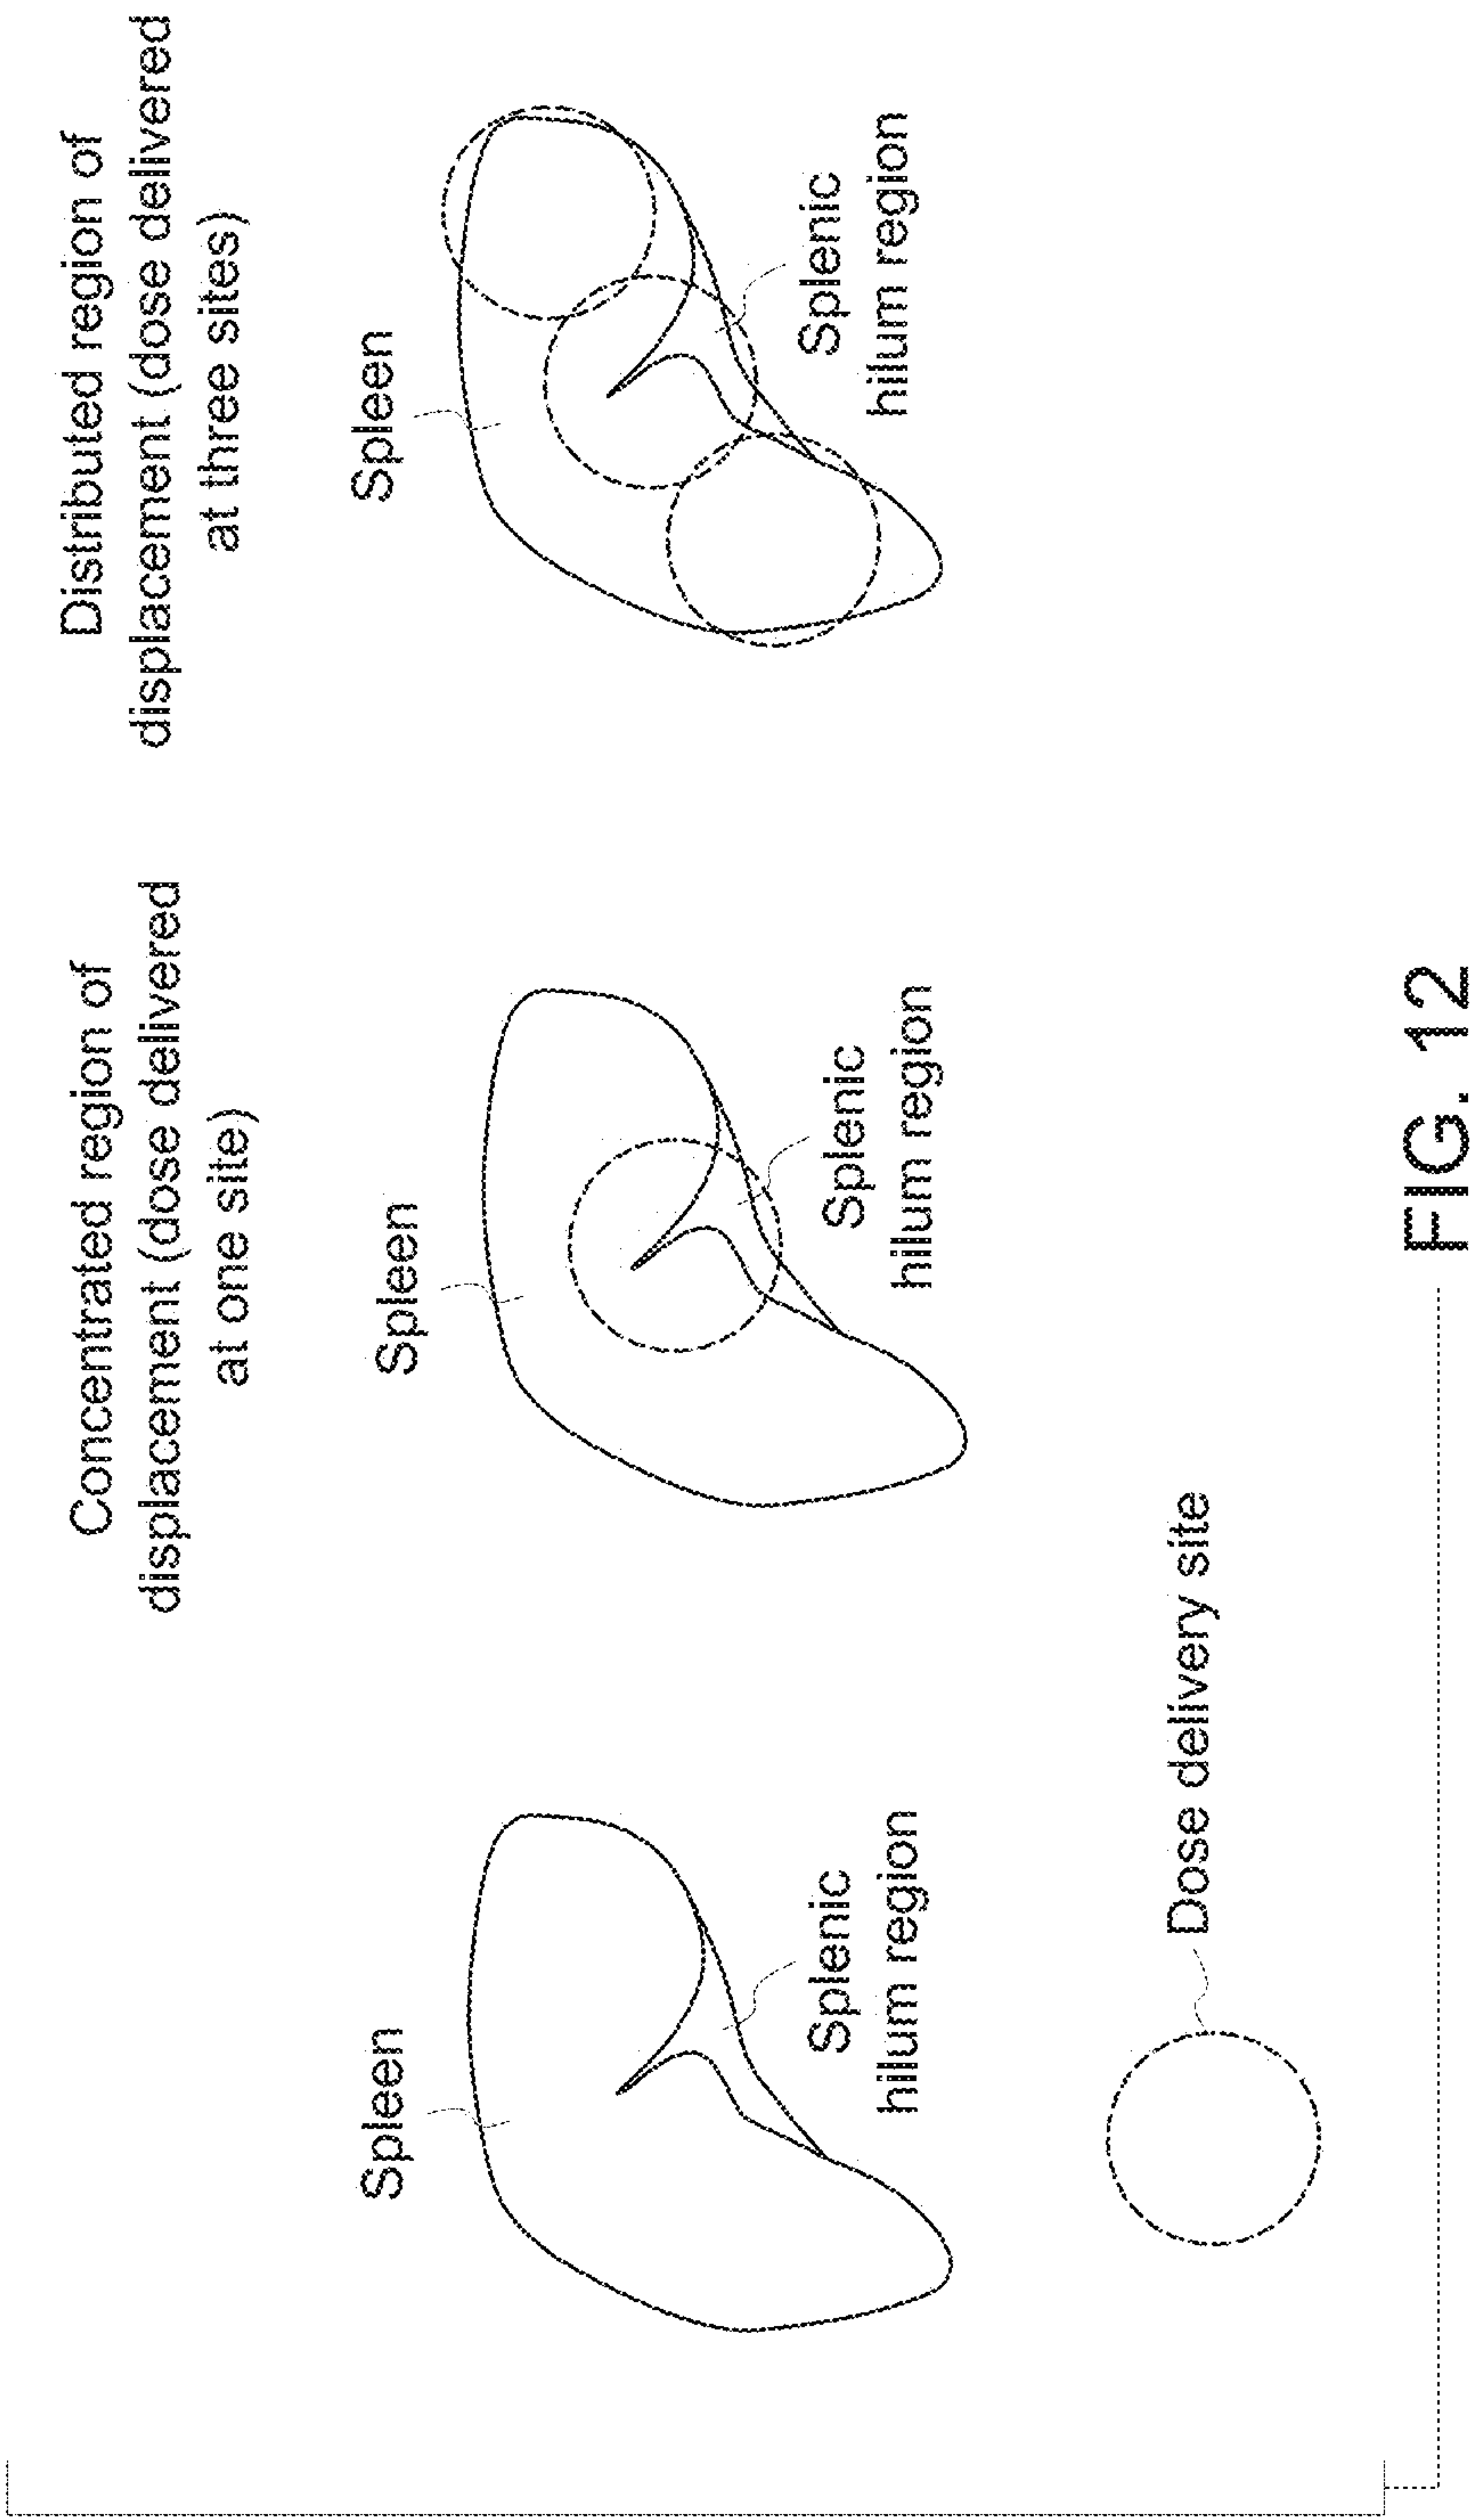 Spleen
Splenic
hilum region
Dose delivery site
Concentrated region of
displacement (dose delivered
at one site)
Spleen
Splenic
hilum region
Distributed region of
displacement (dose delivered
at three sites)
Spleen
Splenic
hilum region
FIG. 12